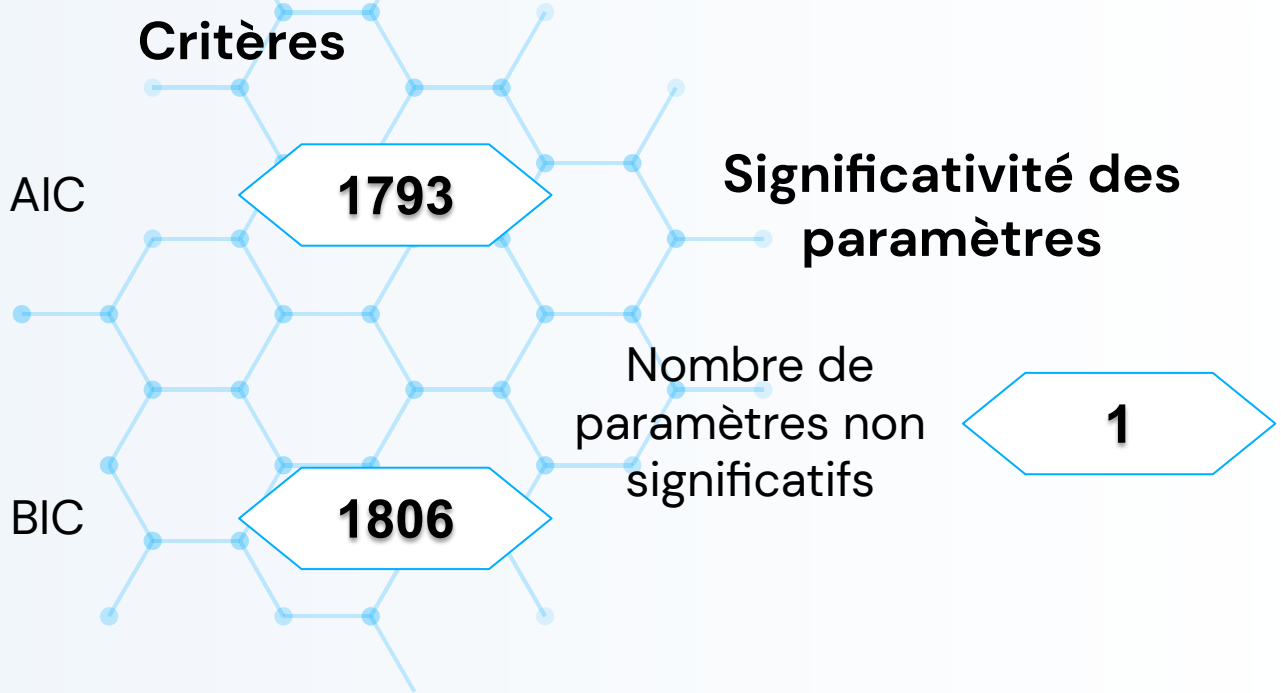 Critères
AIC
1793
BIC
1806
Significativité des
paramètres
Nombre de
paramètres non
significatifs
1